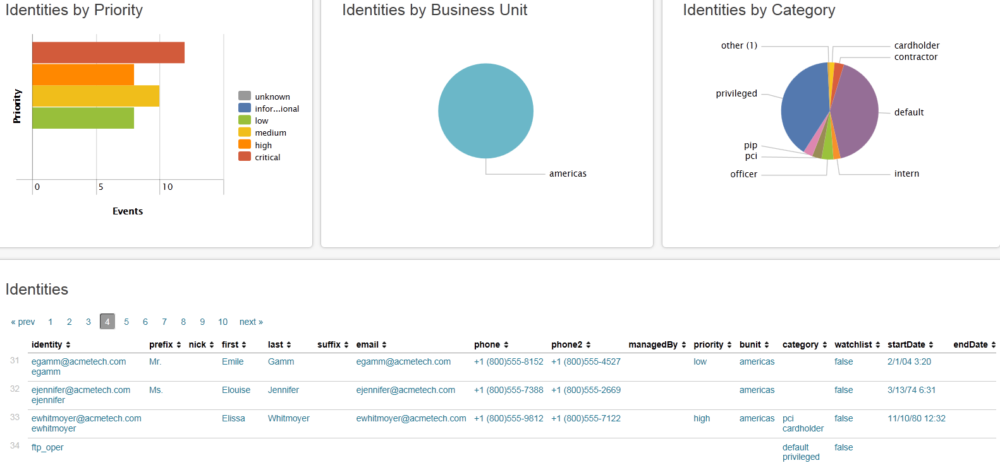 Identities by Priority
Priority
0 5 10
Events
unknown
infor...ional
low
medium
high
critical
Identities by Business Unit
americas
Identities by Category
other (1)
cardholder
contractor
privileged
default
pip
pci
officer
intern
Identities
« prev 1 2 3 4 5 6 7 8 9 10 next »
identity prefix nick first last suffix email phone phone2 managedBy priority bunit category watchlist startDate endDate
31 egamm@acmetech.com Mr. Emile Gamm egamm@acmetech.com +1 (800)555-8152 +1 (800)555-4527 low americas false 2/1/04 3:20
egamm
32 ejennifer@acmetech.com Ms. Elouise Jennifer ejennifer@acmetech.com +1 (800)555-7388 +1 (800)555-2669 americas false 3/13/74 6:31
ejennifer
33 ewhitmoyer@acmetech.com Elissa Whitmoyer ewhitmoyer@acmetech.com +1 (800)555-9812 +1 (800)555-7122 high americas pci false 11/10/80 12:32
ewhitmoyer cardholder
34 ftp_oper default false
privileged